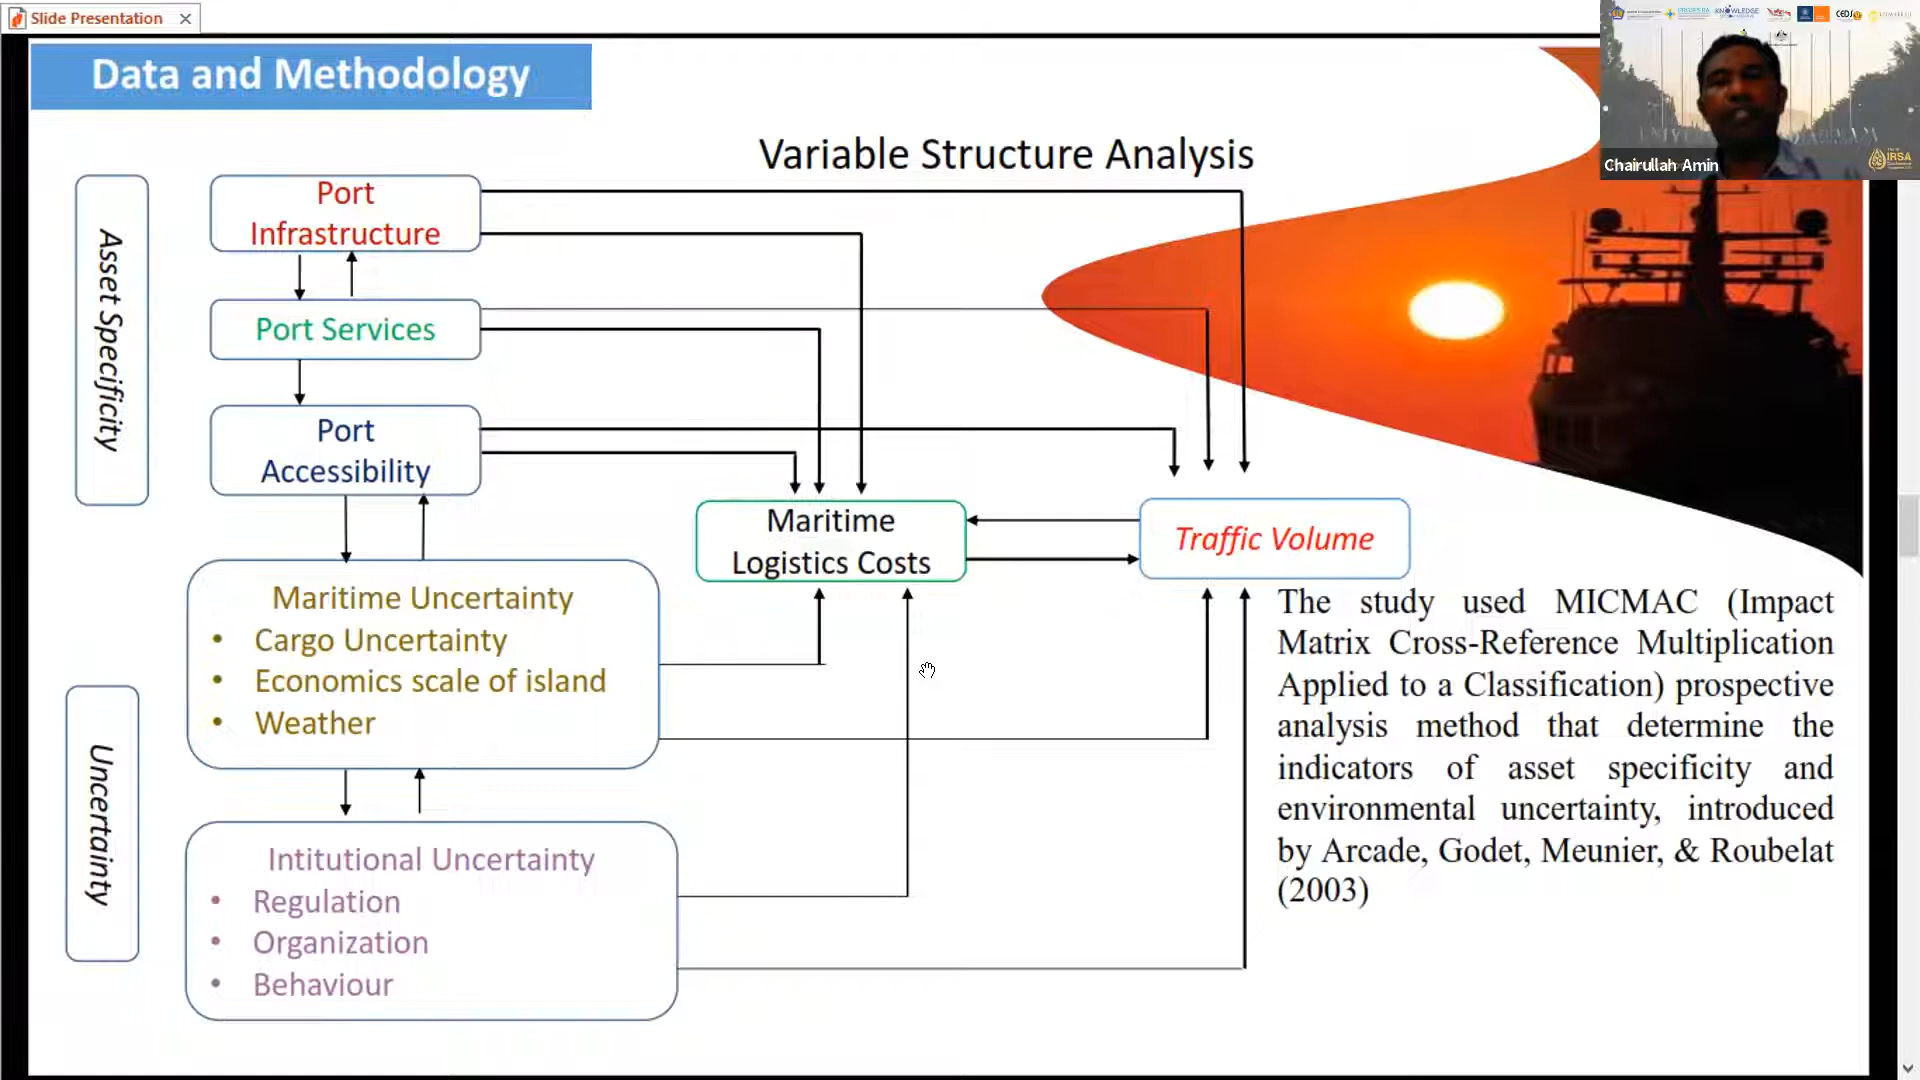 Slide Presentation
Data and Methodology
Variable Structure Analysis
Chairullah Amin
IRSA
KNOWLEDGE
Asset Specificity
Port
Infrastructure
Port Services
Port
Accessibility
Maritime
Logistics Costs
Traffic Volume
Maritime Uncertainty
• Cargo Uncertainty
• Economics scale of island
• Weather
Uncertainty
Intitutional Uncertainty
• Regulation
• Organization
• Behaviour
The study used MICMAC (Impact
Matrix Cross-Reference Multiplication
Applied to a Classification) prospective
analysis method that determine the
indicators of asset specificity and
environmental uncertainty, introduced
by Arcade, Godet, Meunier, & Roubelat
(2003)